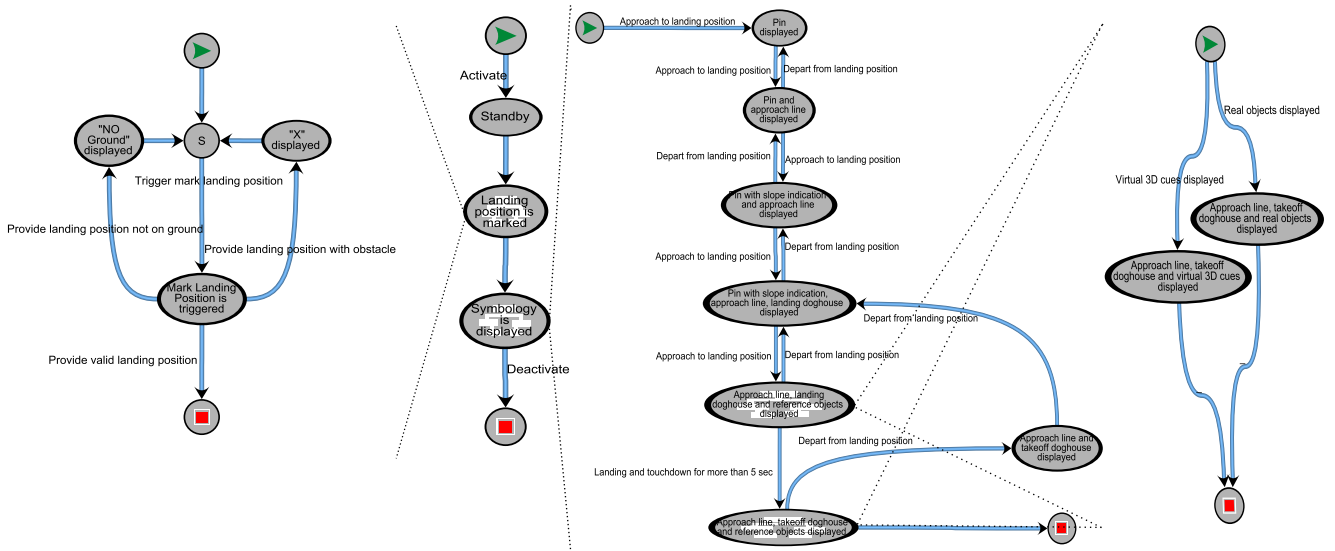 "NO
Ground"
displayed
S
"X"
displayed
Trigger mark landing position
Provide landing position not on ground
Provide landing position with obstacle
Mark Landing
Position is
triggered
Provide valid landing position
Activate
Standby
Landing
position is
marked
Symbology
is
displayed
Deactivate
Approach to landing position
Pin
displayed
Approach to landing position
Depart from landing position
Pin and
approach line
displayed
Depart from landing position
Approach to landing position
Pin with slope indication
and approach line
displayed
Depart from landing position
Approach to landing position
Pin with slope indication,
approach line, landing doghouse
displayed
Depart from landing position
Approach to landing position
Depart from landing position
Approach line, landing
doghouse and reference objects
displayed
Depart from landing position
Approach line and
takeoff doghouse
displayed
Landing and touchdown for more than 5 sec
Approach line, takeoff doghouse
and reference objects displayed
Real objects displayed
Virtual 3D cues displayed
Approach line, takeoff
doghouse and real objects
displayed
Approach line, takeoff
doghouse and virtual 3D cues
displayed